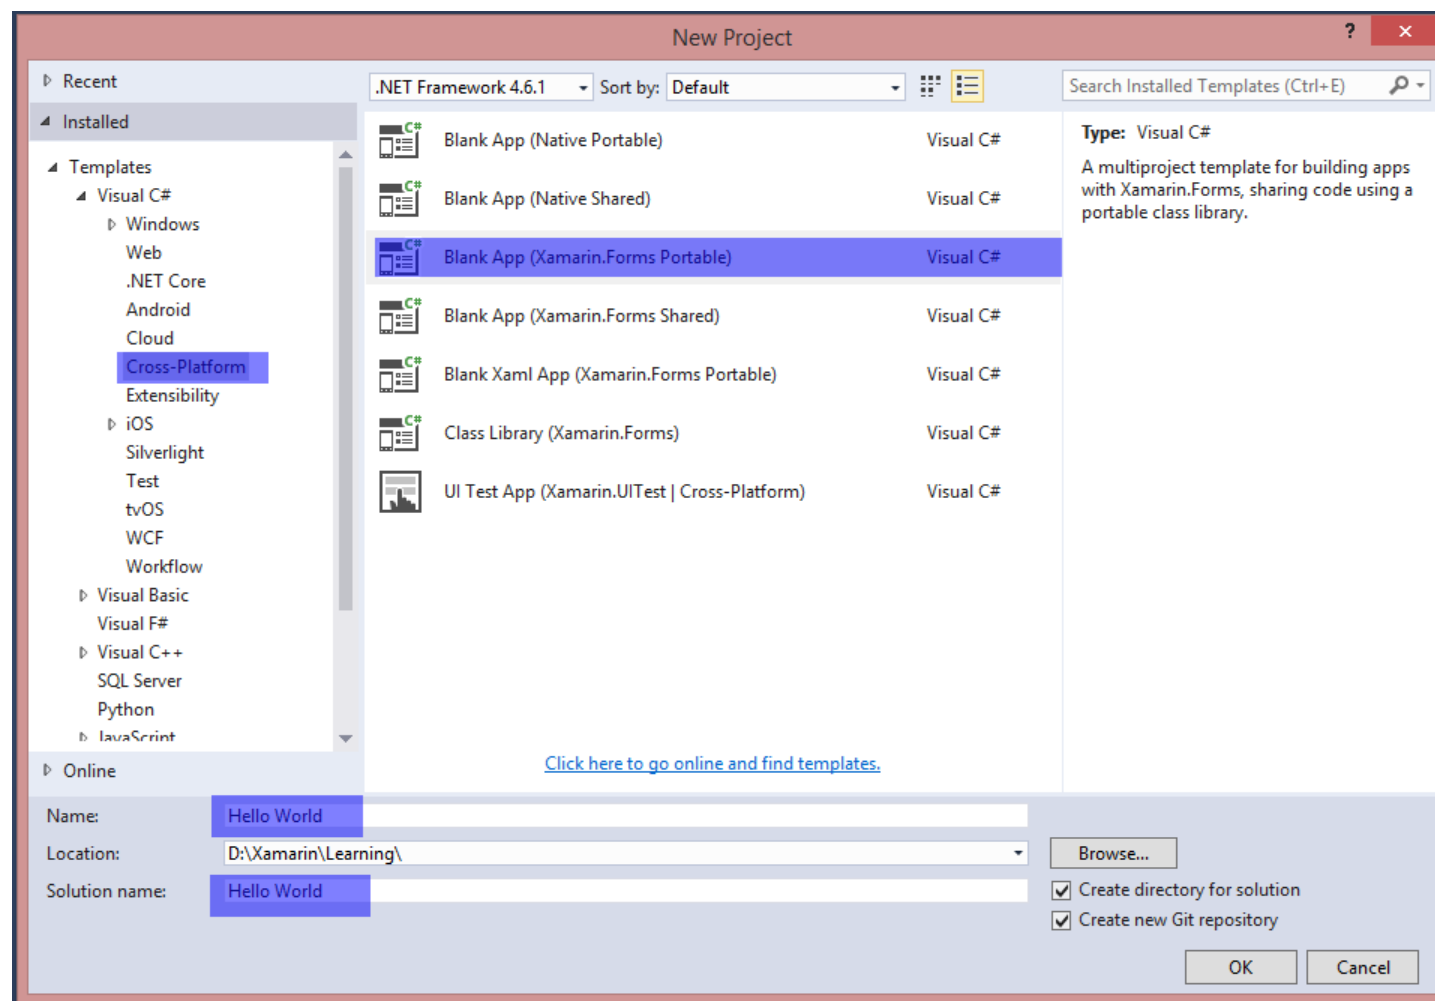 New Project
?
Recent
.NET Framework 4.6.1 Sort by: Default
Search Installed Templates (Ctrl+E)
Installed
Templates
Visual C#
Windows
Web
.NET Core
Android
Cloud
Cross-Platform
Extensibility
iOS
Silverlight
Test
tvOS
WCF
Workflow
Visual Basic
Visual F#
Visual C++
SQL Server
Python
JavaScript
Online
C# Blank App (Native Portable) Visual C#
C# Blank App (Native Shared) Visual C#
C# Blank App (Xamarin.Forms Portable) Visual C#
C# Blank App (Xamarin.Forms Shared) Visual C#
C# Blank Xaml App (Xamarin.Forms Portable) Visual C#
C# Class Library (Xamarin.Forms) Visual C#
UI Test App (Xamarin.UITest | Cross-Platform) Visual C#
Click here to go online and find templates.
Type: Visual C#
A multiproject template for building apps
with Xamarin.Forms, sharing code using a
portable class library.
Name: Hello World
Location: D:\Xamarin\Learning\ Browse...
Solution name: Hello World
Create directory for solution
Create new Git repository
OK Cancel